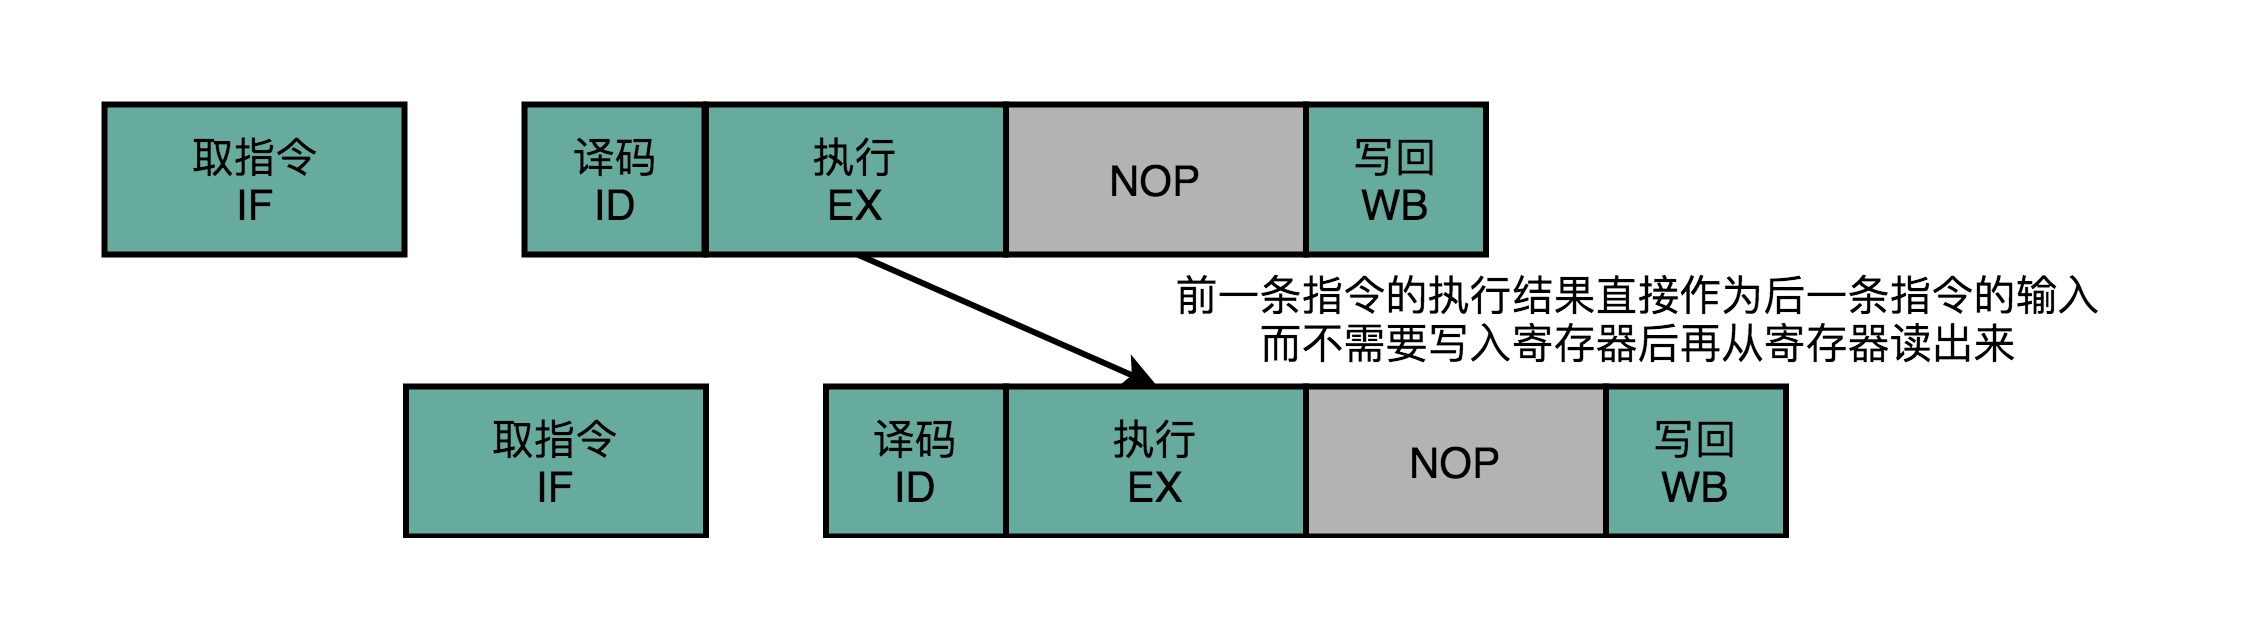 取指令
IF
译码
ID
执行
EX
NOP
写回
WB
前一条指令的执行结果直接作为后一条指令的输入
而不需要写入寄存器后再从寄存器读出来
取指令
IF
译码
ID
执行
EX
NOP
写回
WB